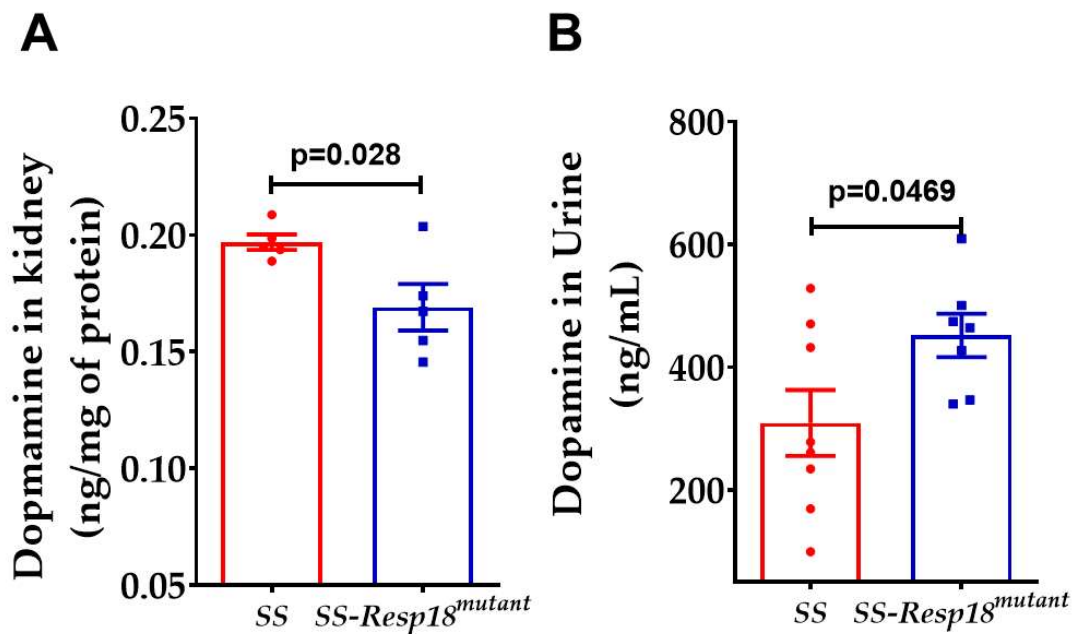 A
B
Dopmamine in kidney
(ng/mg of protein)
0.25
0.20
0.15
0.10
0.05
p=0.028
SS
SS-Resp18mutant
Dopamine in Urine
(ng/mL)
800
600
400
200
p=0.0469
SS
SS-Resp18mutant